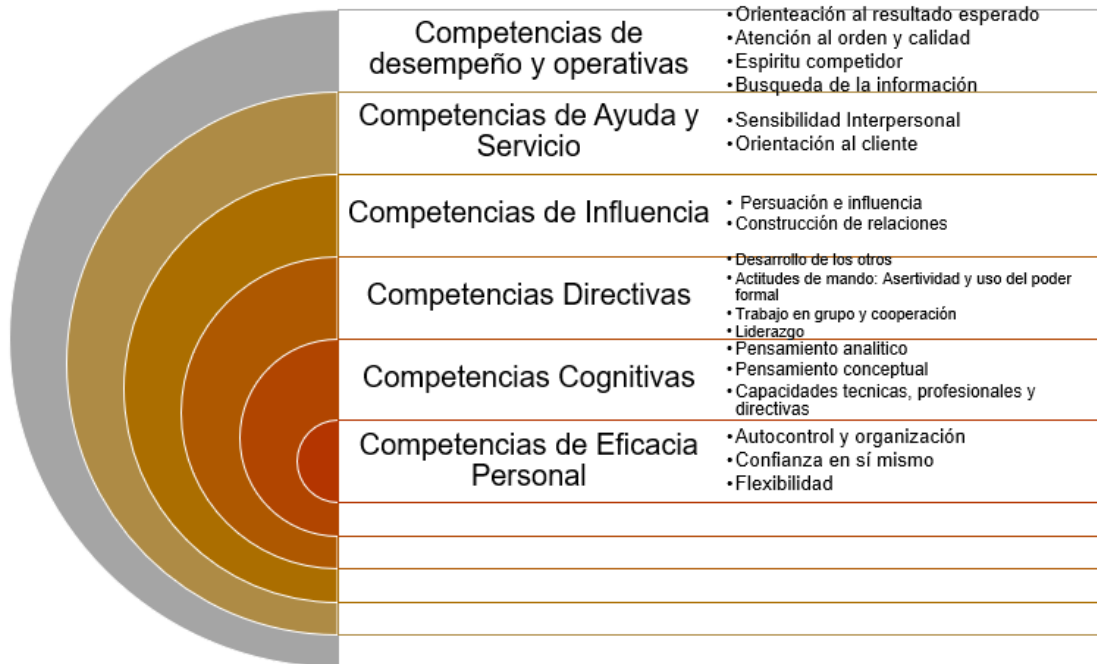 Competencias de
desempeño y operativas
•Orienteación al resultado esperado
•Atención al orden y calidad
•Espiritu competidor
•Busqueda de la información
Competencias de Ayuda y
Servicio
•Sensibilidad Interpersonal
•Orientación al cliente
Competencias de Influencia
• Persuación e influencia
•Construcción de relaciones
Competencias Directivas
•Desarrollo de los otros
•Actitudes de mando: Asertividad y uso del poder
formal
•Trabajo en grupo y cooperación
•Liderazgo
Competencias Cognitivas
•Pensamiento analitico
•Pensamiento conceptual
•Capacidades tecnicas, profesionales y
directivas
Competencias de Eficacia
Personal
•Autocontrol y organización
•Confianza en sí mismo
•Flexibilidad